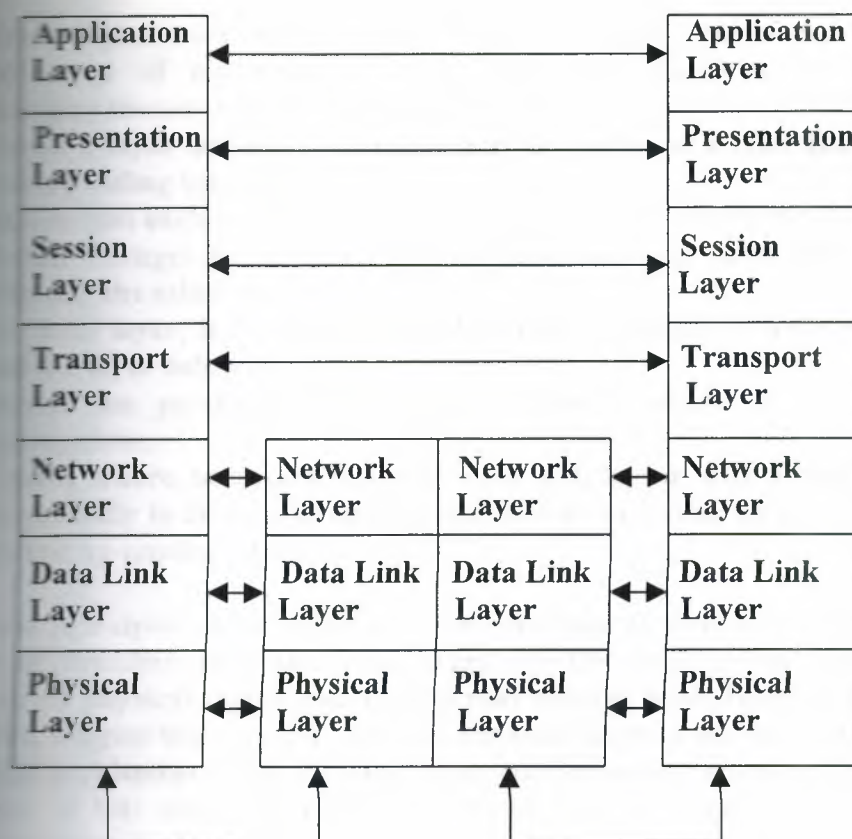 Application
Layer
Application
Layer
Presentation
Layer
Presentation
Layer
Session
Layer
Session
Layer
Transport
Layer
Transport
Layer
Network
Layer
Network
Layer
Network
Layer
Network
Layer
Data Link
Layer
Data Link
Layer
Data Link
Layer
Data Link
Layer
Physical
Layer
Physical
Layer
Physical
Layer
Physical
Layer